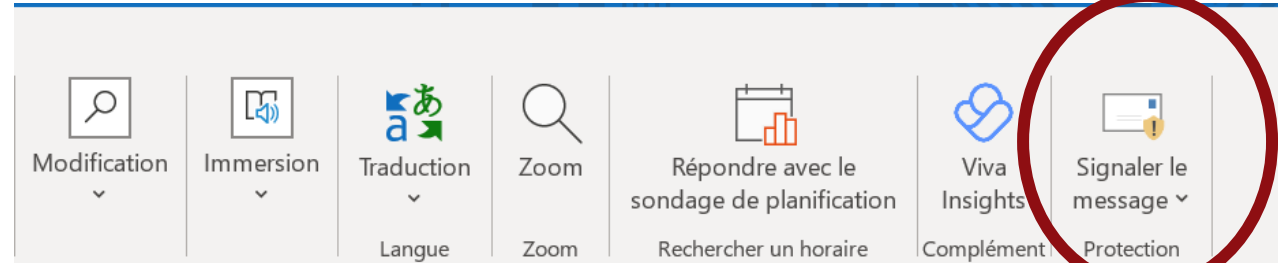 Modification
Immersion
Traduction
Zoom
Répondre avec le
sondage de planification
Viva
Insights
Signaler le
message
Langue
Zoom
Rechercher un horaire
Complément
Protection